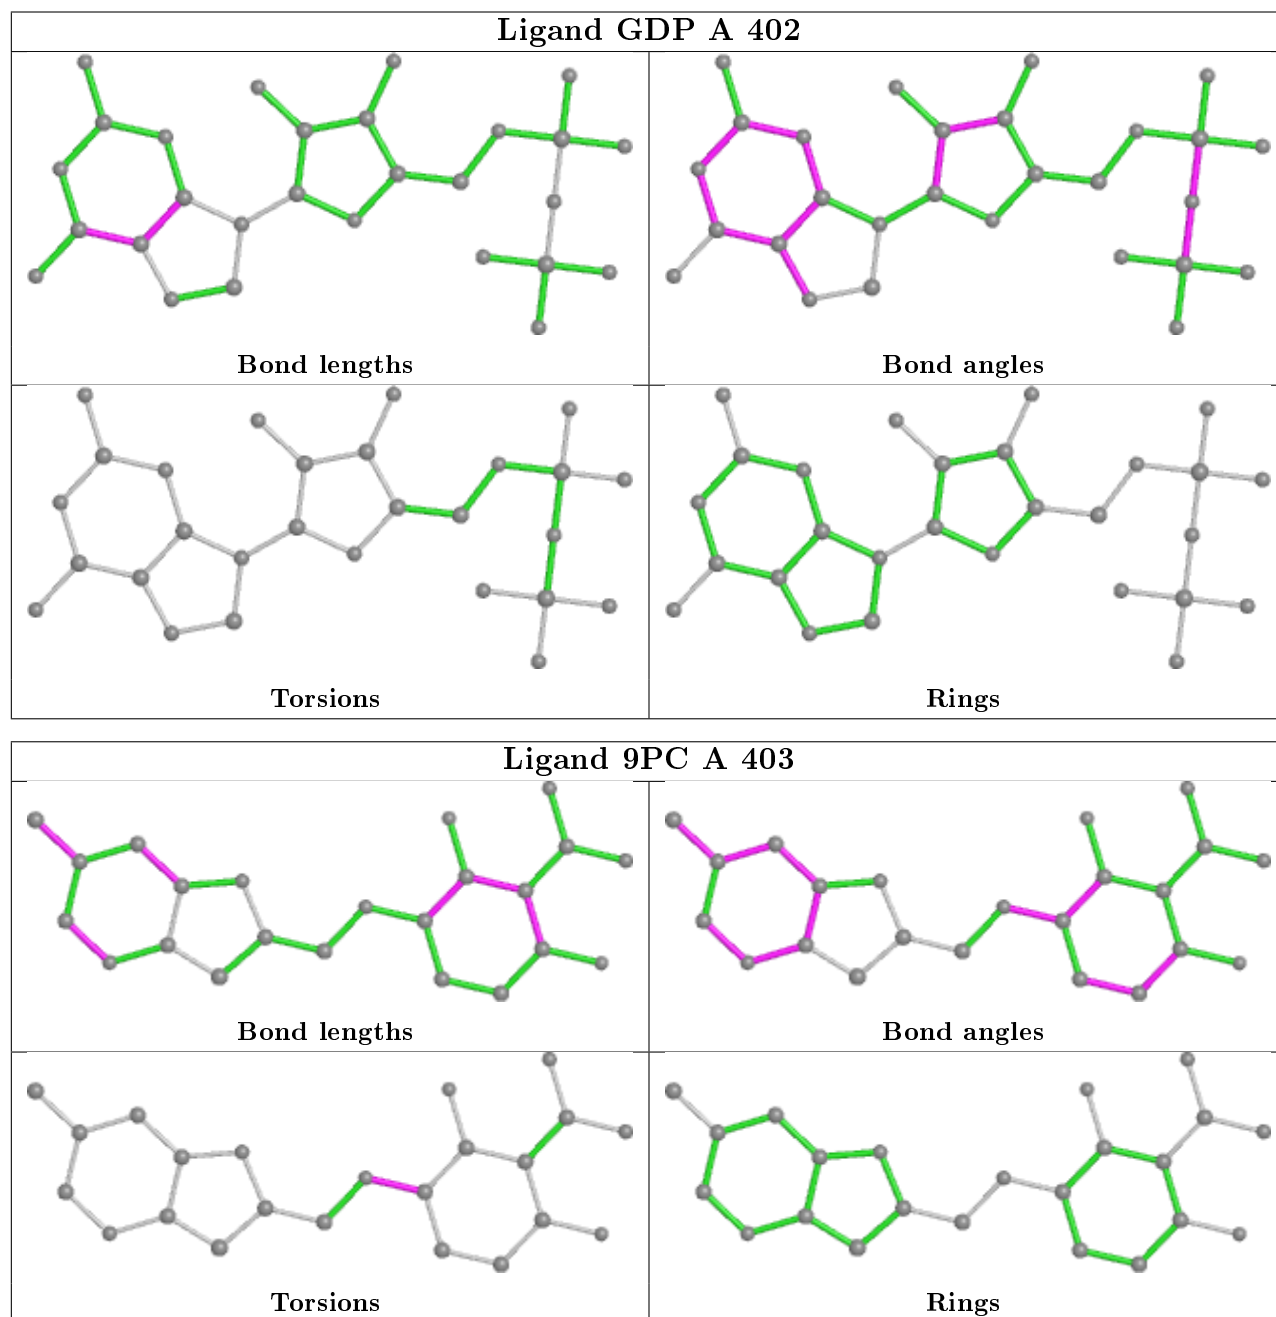 Ligand GDP A 402
Bond lengths
Bond angles
Torsions
Rings
Ligand 9PC A 403
Bond lengths
Bond angles
Torsions
Rings